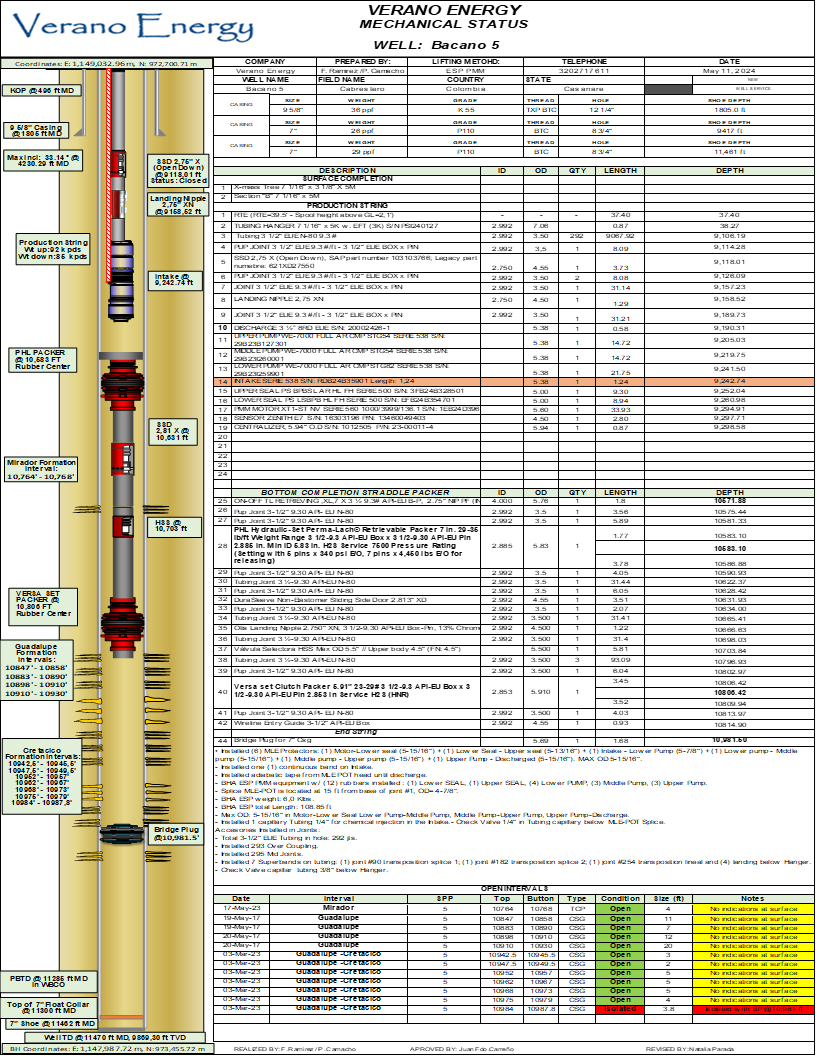 Verano Energy
VERANO ENERGY
MECHANICAL STATUS
WELL: Bacano 5
Coordinates: E: 1,149,032.96 m, N: 972,700.71 m
KOP @496 ft MD
9 5/8" Casing
@1805 ft MD
Max incl: 33.14° @
4230.29 ft MD
SSD 2,75" X
(Open Down)
@9118,01 ft
Status: Closed
Landing Nipple
2,75" XN
@9158,52 ft
Production String
Wt up: 92 kpds
Wt down: 85 kpds
Intake @
9,242.74 ft
PHL PACKER
@ 10,583 FT
Rubber Center
SSD
2,81 X @
10,631 ft
Mirador Formation
Interval:
10,764' - 10,768'
HSS @
10,703 ft
VERSA SET
PACKER @
10,806 FT
Rubber Center
Guadalupe
Formation
Intervals:
10847' - 10858'
10883' - 10890'
10898' - 10910'
10910' - 10930'
Cretacico
Formation Intervals:
10942,5' - 10945,5'
10947.5' - 10949,5'
10952' - 10957'
10962' - 10967'
10968' - 10973'
10975' - 10979'
10984' - 10987,8'
Bridge Plug
@10,981.5'
PBTD @ 11285 ft MD
in WBCO
Top of 7" Float Collar
@11300 ft MD
7" Shoe @11462 ft MD
Well TD @11470 ft MD, 9869,30 ft TVD
BH Coordinates: E: 1,147,987.72 m, N: 973,455.72 m
COMPANY PREPARED BY: LIFTING METOHD: TELEPHONE DATE
Verano Energy F. Ramirez /P. Camacho ESP PMM 3202717611 May 11, 2024
WELL NAME FIELD NAME COUNTRY STATE NEW
Bacano 5 Cabrestero Colombia Casanare WELL SERVICE
CASING SIZE WEIGHT GRADE THREAD HOLE SHOE DEPTH
9 5/8" 36 ppf K 55 TXP BTC 12 1/4" 1805.0 ft
CASING SIZE WEIGHT GRADE THREAD HOLE SHOE DEPTH
7" 26 ppf P110 BTC 8 3/4" 9417 ft
CASING SIZE WEIGHT GRADE THREAD HOLE SHOE DEPTH
7" 29 ppf P110 BTC 8 3/4" 11,461 ft
DESCRIPTION ID OD QTY LENGTH DEPTH
SURFACE COMPLETION
1 X-mass Tree 7 1/16" x 3 1/8" X 5M
2 Section "B" 7 1/16" x 5M
PRODUCTION STRING
1 RTE (RTE=39.5' - Spool height above GL=2,1') - - - 37.40 37.40
2 TUBING HANGER 7 1/16" x 5K w. EFT (3K) S/N PSI240127 2.992 7.06 0.87 38.27
3 Tubing 3 1/2" EUE N-80 9.3 # 2.992 3.50 292 9067.92 9,106.19
4 PUP JOINT 3 1/2" EUE 9.3 #/ft - 3 1/2" EUE BOX x PIN 2.992 3,5 1 8.09 9,114.28
5 SSD 2,75 X (Open Down), SAP part number 103103766, Legacy part
numebre: 621XD27550 2.750 4.55 1 3.73 9,118.01
6 PUP JOINT 3 1/2" EUE 9.3 #/ft - 3 1/2" EUE BOX x PIN 2.992 3.50 2 8.08 9,126.09
7 JOINT 3 1/2" EUE 9.3 #/ft - 3 1/2" EUE BOX x PIN 2.992 3.50 1 31.14 9,157.23
8 LANDING NIPPLE 2,75 XN 2.750 4.50 1 1.29 9,158.52
9 JOINT 3 1/2" EUE 9.3 #/ft - 3 1/2" EUE BOX x PIN 2.992 3.50 1 31.21 9,189.73
10 DISCHARGE 3 ½" 8RD EUE S/N: 20002426-1 5.38 1 0.58 9,190.31
11 UPPER PUMP WE-7000 FULL AR CMP STG54 SERIE 538 S/N:
29B23B127301 5.38 1 14.72 9,205.03
12 MIDDLE PUMP WE-7000 FULL AR CMP STG54 SERIE 538 S/N:
29B23I260001 5.38 1 14.72 9,219.75
13 LOWER PUMP WE-7000 FULL AR CMP STG82 SERIE 538 S/N:
29B23I259901 5.38 1 21.75 9,241.50
14 INTAKE SERIE 538 S/N: RDB24B35901 Length: 1,24 5.38 1 1.24 9,242.74
15 UPPER SEAL PS BPBSL AR HL FH SERIE 500 S/N: 3FB24B328501 5.00 1 9.30 9,252.04
16 LOWER SEAL PS LSBPB HL FH SERIE 500 S/N: EFB24B354701 5.00 1 8.94 9,260.98
17 PMM MOTOR XT1-ST NV SERIE 560 1000/3999/136.1 S/N: 1EB24D396 5.60 1 33.93 9,294.91
18 SENSOR ZENITH E7 S/N: 16303196 P/N: 13460049403 4.50 1 2.80 9,297.71
19 CENTRALIZER, 5.94" O.D S/N: 1012505 P/N: 23-00011-4 5.94 1 0.87 9,298.58
20
21
22
23
24
BOTTOM COMPLETION STRADDLE PACKER ID OD QTY LENGTH DEPTH
25 ON-OFF TL RETRIEVING ,XL,7 X 3 ½ 9.3# API-EU B-P, 2.75" NIP PF (IN 4.000 5.76 1 1.8 10571.88
26 Pup Joint 3-1/2" 9.30 API- EU N-80 2.992 3.5 1 3.56 10575.44
27 Pup Joint 3-1/2" 9.30 API- EU N-80 2.992 3.5 1 5.89 10581.33
28 PHL Hydraulic-Set Perma-Lach® Retrievable Packer 7 in. 29-35
lb/ft Weight Range 3 1/2-9.3 API-EU Box x 3 1/2-9.30 API-EU Pin
2.885 in. Min ID 5.83 in. H2S Service 7500 Pressure Rating
(Setting with 5 pins x 340 psi E/O, 7 pins x 4,450 lbs E/O for
releasing) 2.885 5.83 1
1.77 10583.10
10583.10
3.78 10586.88
29 Pup Joint 3-1/2" 9.30 API-EU N-80 2.992 3.5 1 4.05 10590.93
30 Tubing Joint 3 ½-9.30 API-EU N-80 2.992 3.5 1 31.44 10622.37
31 Pup Joint 3-1/2" 9.30 API-EU N-80 2.992 3.5 1 6.05 10628.42
32 DuraSleeve Non-Elastomer Sliding Side Door 2.813" XD 2.992 4.55 1 3.51 10631.93
33 Pup Joint 3-1/2" 9.30 API-EU N-80 2.992 3.5 1 2.07 10634.00
34 Tubing Joint 3 ½-9.30 API-EU N-80 2.992 3.500 1 31.41 10665.41
35 Otis Landing Nipple 2.750" XN, 3 1/2-9.30 API-EU Box-Pin, 13% Chrom 2.992 4.500 1 1.22 10666.63
36 Tubing Joint 3 ½-9.30 API-EU N-80 2.992 3.500 1 31.4 10698.03
37 Válvula Selectora HSS Max OD 5.5" // Upper body 4.5" (FN: 4.5") 5.500 1 5.81 10703.84
38 Tubing Joint 3 ½-9.30 API-EU N-80 2.992 3.500 3 93.09 10796.93
39 Pup Joint 3-1/2" 9.30 API-EU N-80 2.992 3.500 1 6.04 10802.97
40 Versa set Clutch Packer 5.91" 23-29# 3 1/2-9.3 API-EU Box x 3
1/2-9.30 API-EU Pin 2.853 in Service H2S (HNR) 2.853 5.910 1
3.45 10806.42
10806.42
3.52 10809.94
41 Pup Joint 3-1/2" 9.30 API-EU N-80 2.992 3.500 1 4.03 10813.97
42 Wireline Entry Guide 3-1/2" API-EU Box 2.992 4.55 1 0.93 10814.90
End String
44 Bridge Plug for 7" Csg 5.69 1 1.68 10,981.50
- Installed (6) MLE Protectors: (1) Motor-Lower seal (5-15/16") + (1) Lower Seal - Upper seal (5-13/16") + (1) Intake - Lower Pump (5-7/8") + (1) Lower pump - Middle
pump (5-15/16") + (1) Middle pump - Upper pump (5-15/16") + (1) Upper Pump - Discharged (5-15/16"). MAX OD 5-15/16".
- Installed one (1) continuous band on Intake.
- Installed adiabatic tape from MLE POT head until discharge.
- BHA ESP PMM equipment w/ (12) rub bars installed : (1) Lower SEAL, (1) Upper SEAL, (4) Lower PUMP, (3) Middle Pump, (3) Upper Pump.
- Splice MLE-POT is located at 15 ft from base of joint #1, OD= 4-7/8".
- BHA ESP weight: 6,0 Klbs.
- BHA ESP total Length: 108.85 ft
- Max OD: 5-15/16" in Motor-Lower Seal Lower Pump-Middle Pump, Middle Pump-Upper Pump, Upper Pump-Discharge.
- Installed 1 capillary Tubing 1/4" for chemical injection in the Intake.- Check Valve 1/4" in Tubing capillary below MLE-POT Splice.
Accesories Installed in Joints:
- Total 3-1/2" EUE Tubing in hole: 292 jts.
- Installed 293 Over Coupling.
- Installed 295 Mid Joints.
- Installed 7 Superbands on tubing: (1) joint #90 transposition splice 1; (1) joint #182 transposition splice 2; (1) joint #254 transposition lineal and (4) landing below Hanger.
- Check Valve capillar tubing 3/8" below Hanger.
OPEN INTERVALS
Date Interval SPP Top Button Type Condition Size (ft) Notes
17-May-23 Mirador 5 10764 10768 TCP Open 4 No indications at surface
19-May-17 Guadalupe 5 10847 10858 CSG Open 11 No indications at surface
19-May-17 Guadalupe 5 10883 10890 CSG Open 7 No indications at surface
20-May-17 Guadalupe 5 10898 10910 CSG Open 12 No indications at surface
20-May-17 Guadalupe 5 10910 10930 CSG Open 20 No indications at surface
03-Mar-23 Guadalupe -Cretacico 5 10942.5 10945.5 CSG Open 3 No indications at surface
03-Mar-23 Guadalupe -Cretacico 5 10947.5 10949.5 CSG Open 2 No indications at surface
03-Mar-23 Guadalupe -Cretacico 5 10952 10957 CSG Open 5 No indications at surface
03-Mar-23 Guadalupe -Cretacico 5 10962 10967 CSG Open 5 No indications at surface
03-Mar-23 Guadalupe -Cretacico 5 10968 10973 CSG Open 5 No indications at surface
03-Mar-23 Guadalupe -Cretacico 5 10975 10979 CSG Open 4 No indications at surface
03-Mar-23 Guadalupe -Cretacico 5 10984 10987.8 CSG Isolated 3.8
REALIZED BY: F. Ramirez / P. Camacho APROVED BY: Juan Fdo Carreño REVISED BY: Natalia Parada